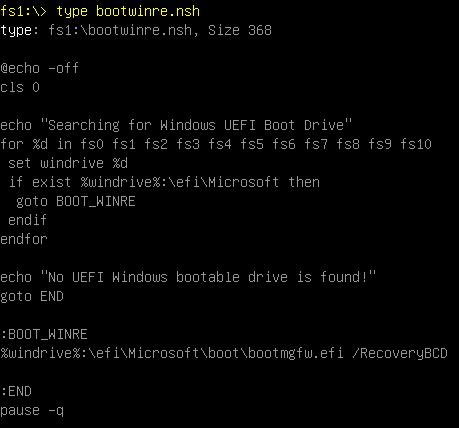 fs1:\> type bootwinre.nsh
type: fs1:\bootwinre.nsh, Size 368
@echo -off
cls 0
echo "Searching for Windows UEFI Boot Drive"
for %d in fs0 fs1 fs2 fs3 fs4 fs5 fs6 fs7 fs8 fs9 fs10
set windrive %d
if exist %windrive%:\efi\Microsoft then
goto BOOT_WINRE
endif
endfor
echo "No UEFI Windows bootable drive is found!"
goto END
:BOOT_WINRE
%windrive%:\efi\Microsoft\boot\bootmgfw.efi /RecoveryBCD
:END
pause -q